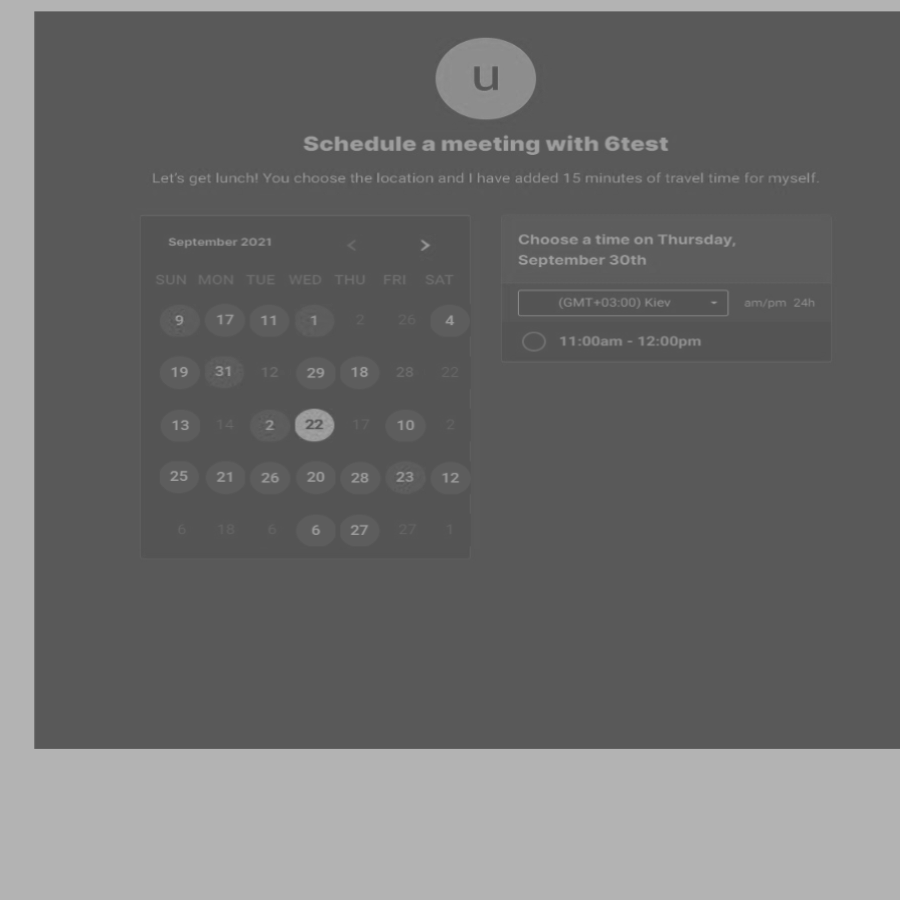 u
Schedule a meeting with 6test
Let's get lunch! You choose the location and I have added 15 minutes of travel time for myself.
September 2021 < >
SUN MON TUE WED THU FRI SAT
9 17 11 1 2 26 4
19 31 12 29 18 28 22
13 14 2 22 17 10 2
25 21 26 20 28 23 12
6 18 6 6 27 27 1
Choose a time on Thursday,
September 30th
(GMT+03:00) Kiev am/pm 24h
11:00am - 12:00pm